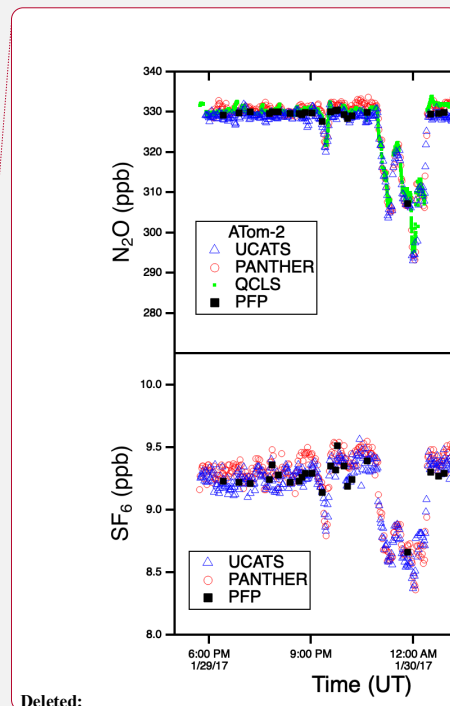 340
330
320
310
300
290
280
N2O (ppb)
ATom-2
UCATS
PANTHER
QCLS
PFP
10.0
9.5
9.0
8.5
8.0
SF6 (ppb)
UCATS
PANTHER
PFP
6:00 PM
1/29/17
9:00 PM
12:00 AM
1/30/17
Time (UT)
Deleted: